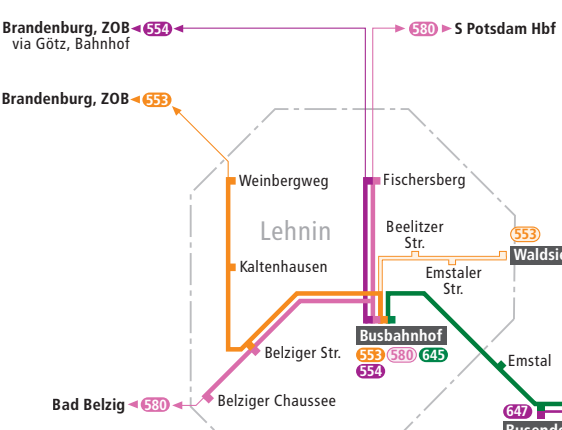 Brandenburg, ZOB 554
via Götz, Bahnhof
580 S Potsdam Hbf
Brandenburg, ZOB 553
Weinbergweg
Fischersberg
Lehnin
Beelitzer
Str.
553
Kaltenhausen
Emstaler
Str.
Busbahnhof
553 580 645
554
Belziger Str.
Emstal
Bad Belzig 580
Belziger Chaussee
647